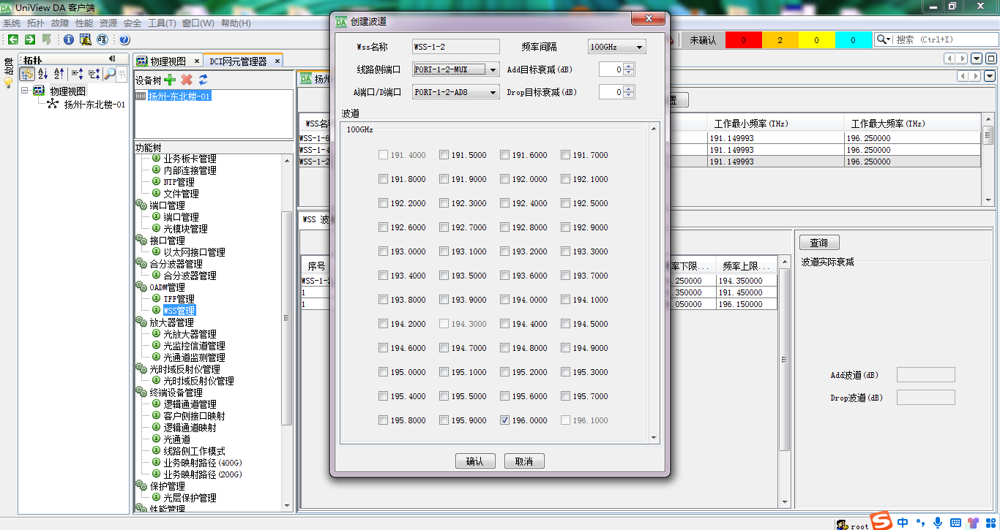 UniView DA 客户端
系统 拓扑 故障 性能 资源 安全 工具(T) 窗口(W) 帮助(H)
未确认 0 2 0 0 搜索 (Ctrl+I)
拓扑
物理视图
扬州-东北楼-01
物理视图 × DCI网元管理器 ×
设备树
扬州-东北楼-01
功能树
业务板卡管理
内部连接管理
NTP管理
文件管理
端口管理
端口管理
光模块管理
接口管理
以太网接口管理
合分波器管理
合分波器管理
OADM管理
TFF管理
WSS管理
放大器管理
光放大器管理
光监控信道管理
光通道监测管理
光时域反射仪管理
光时域反射仪管理
终端设备管理
逻辑通道管理
客户侧接口映射
逻辑通道映射
光通道
线路侧工作模式
业务映射路径(400G)
业务映射路径(200G)
保护管理
光层保护管理
性能管理
DA 扬州
WSS名称
WSS-1-6
WSS-1-4
WSS-1-2
工作最小频率(THz) 工作最大频率(THz)
191.149993 196.250000
191.149993 196.250000
191.149993 196.250000
WSS 波
序号
WSS-1-2
1
1
率下限... 频率上限...
.250000 194.350000
.350000 191.450000
.050000 196.150000
查询
波道实际衰减
Add波道(dB)
Drop波道(dB)
DA 创建波道
Wss名称 WSS-1-2 频率间隔 100GHz
线路侧端口 PORT-1-2-MUX Add目标衰减(dB) 0
A端口/D端口 PORT-1-2-AD8 Drop目标衰减(dB) 0
波道
100GHz
191.4000 191.5000 191.6000 191.7000
191.8000 191.9000 192.0000 192.1000
192.2000 192.3000 192.4000 192.5000
192.6000 192.7000 192.8000 192.9000
193.0000 193.1000 193.2000 193.3000
193.4000 193.5000 193.6000 193.7000
193.8000 193.9000 194.0000 194.1000
194.2000 194.3000 194.4000 194.5000
194.6000 194.7000 194.8000 194.9000
195.0000 195.1000 195.2000 195.3000
195.4000 195.5000 195.6000 195.7000
195.8000 195.9000 196.0000 196.1000
确认 取消
root 中